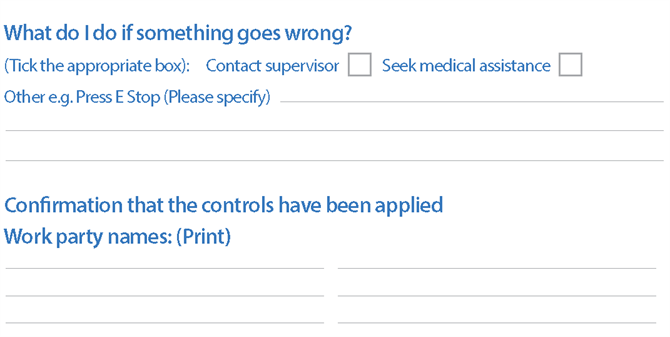 What do I do if something goes wrong?
(Tick the appropriate box): Contact supervisor Seek medical assistance
Other e.g. Press E Stop (Please specify)
Confirmation that the controls have been applied
Work party names: (Print)